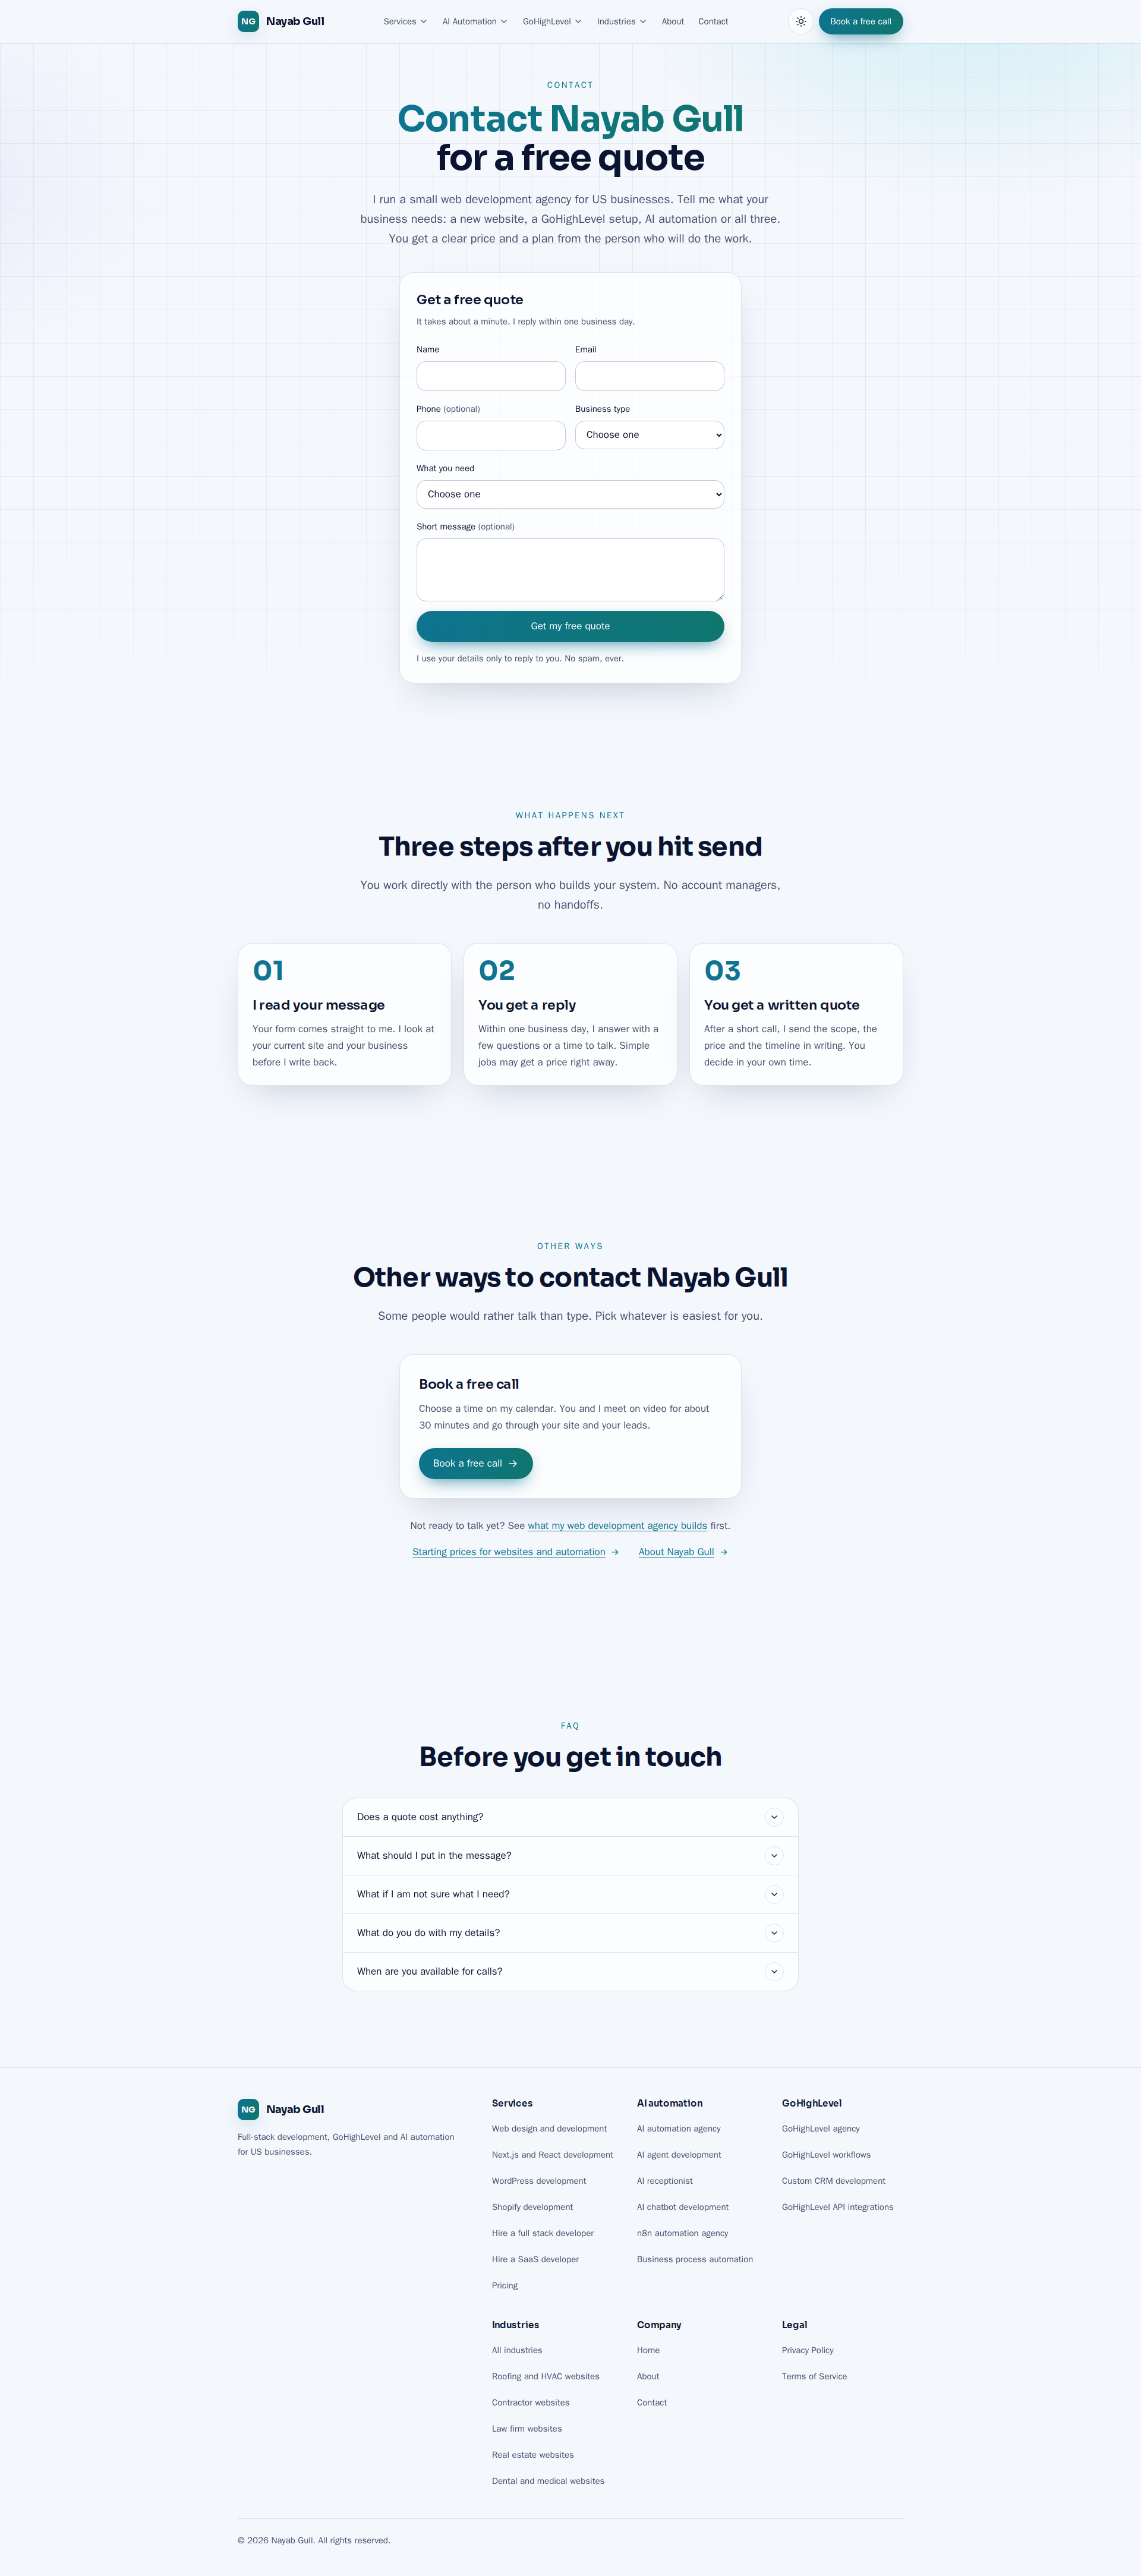 NG Nayab Gull Services AI Automation GoHighLevel Industries About Contact Book a free call
CONTACT
Contact Nayab Gull
for a free quote
I run a small web development agency for US businesses. Tell me what your
business needs: a new website, a GoHighLevel setup, AI automation or all three.
You get a clear price and a plan from the person who will do the work.
Get a free quote
It takes about a minute. I reply within one business day.
Name Email
Phone (optional) Business type
Choose one
What you need
Choose one
Short message (optional)
Get my free quote
I use your details only to reply to you. No spam, ever.
WHAT HAPPENS NEXT
Three steps after you hit send
You work directly with the person who builds your system. No account managers,
no handoffs.
01
I read your message
Your form comes straight to me. I look at
your current site and your business
before I write back.
02
You get a reply
Within one business day, I answer with a
few questions or a time to talk. Simple
jobs may get a price right away.
03
You get a written quote
After a short call, I send the scope, the
price and the timeline in writing. You
decide in your own time.
OTHER WAYS
Other ways to contact Nayab Gull
Some people would rather talk than type. Pick whatever is easiest for you.
Book a free call
Choose a time on my calendar. You and I meet on video for about
30 minutes and go through your site and your leads.
Book a free call →
Not ready to talk yet? See what my web development agency builds first.
Starting prices for websites and automation → About Nayab Gull →
FAQ
Before you get in touch
Does a quote cost anything?
What should I put in the message?
What if I am not sure what I need?
What do you do with my details?
When are you available for calls?
NG Nayab Gull
Full-stack development, GoHighLevel and AI automation
for US businesses.
Services
Web design and development
Next.js and React development
WordPress development
Shopify development
Hire a full stack developer
Hire a SaaS developer
Pricing
AI automation
AI automation agency
AI agent development
AI receptionist
AI chatbot development
n8n automation agency
Business process automation
GoHighLevel
GoHighLevel agency
GoHighLevel workflows
Custom CRM development
GoHighLevel API integrations
Industries
All industries
Roofing and HVAC websites
Contractor websites
Law firm websites
Real estate websites
Dental and medical websites
Company
Home
About
Contact
Legal
Privacy Policy
Terms of Service
© 2026 Nayab Gull. All rights reserved.